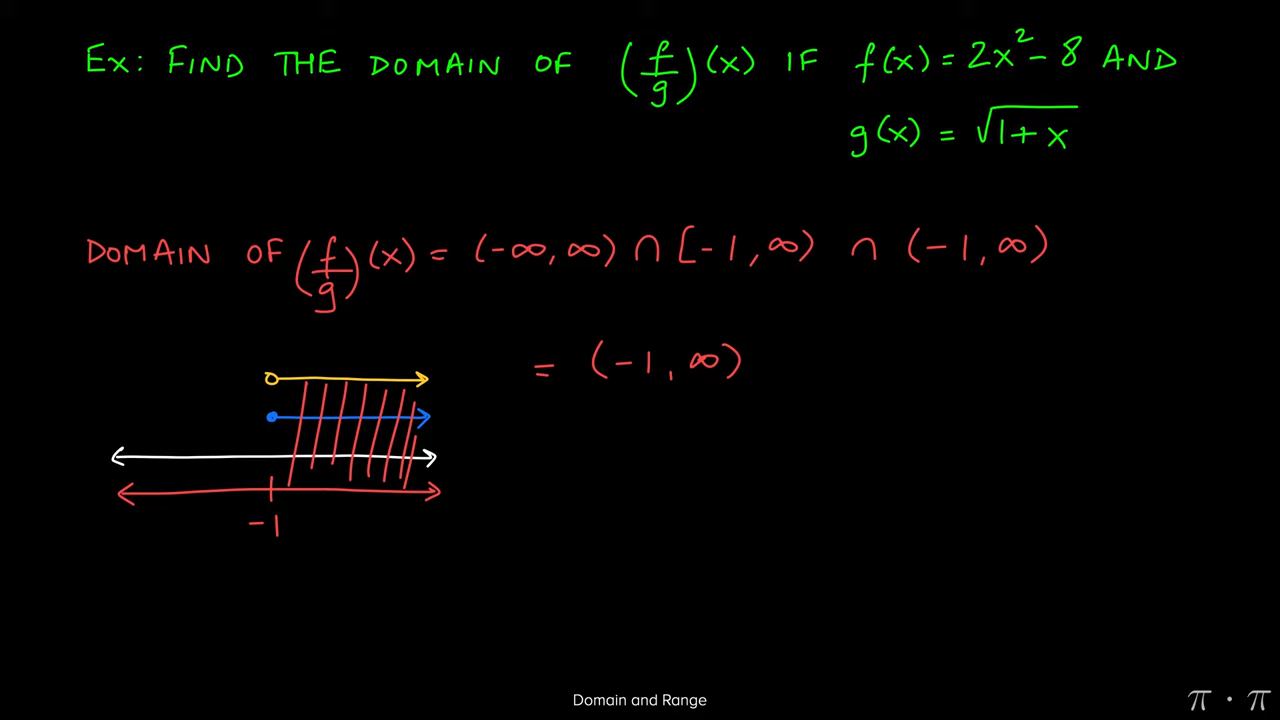 Ex: FIND THE DOMAIN OF (f/g)(x) IF f(x) = 2x² - 8 AND
g(x) = √(1+x)
DOMAIN OF (f/g)(x) = (-∞, ∞) ∩ [-1, ∞) ∩ (-1, ∞)
= (-1, ∞)
-1
Domain and Range
π · π